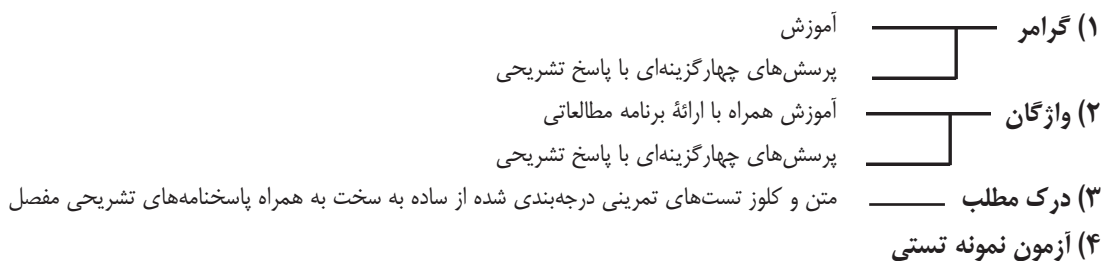 ۱) گرامر آموزش
پرسش‌های چهارگزینه‌ای با پاسخ تشریحی
۲) واژگان آموزش همراه با ارائهٔ برنامه مطالعاتی
پرسش‌های چهارگزینه‌ای با پاسخ تشریحی
۳) درک مطلب متن و کلوز تست‌های تمرینی درجه‌بندی شده از ساده به سخت به همراه پاسخنامه‌های تشریحی مفصل
۴) آزمون نمونه تستی